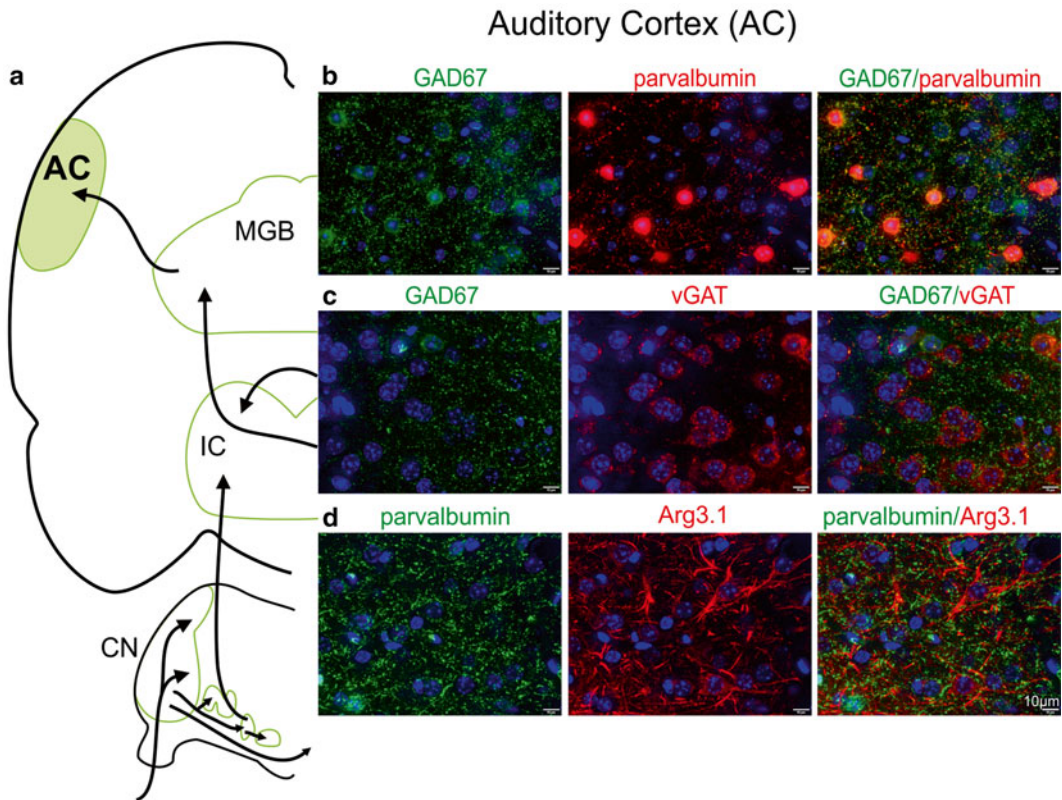 Auditory Cortex (AC)
a
AC
MGB
IC
CN
b
GAD67
parvalbumin
GAD67/parvalbumin
c
GAD67
vGAT
GAD67/vGAT
d
parvalbumin
Arg3.1
parvalbumin/Arg3.1
10µm